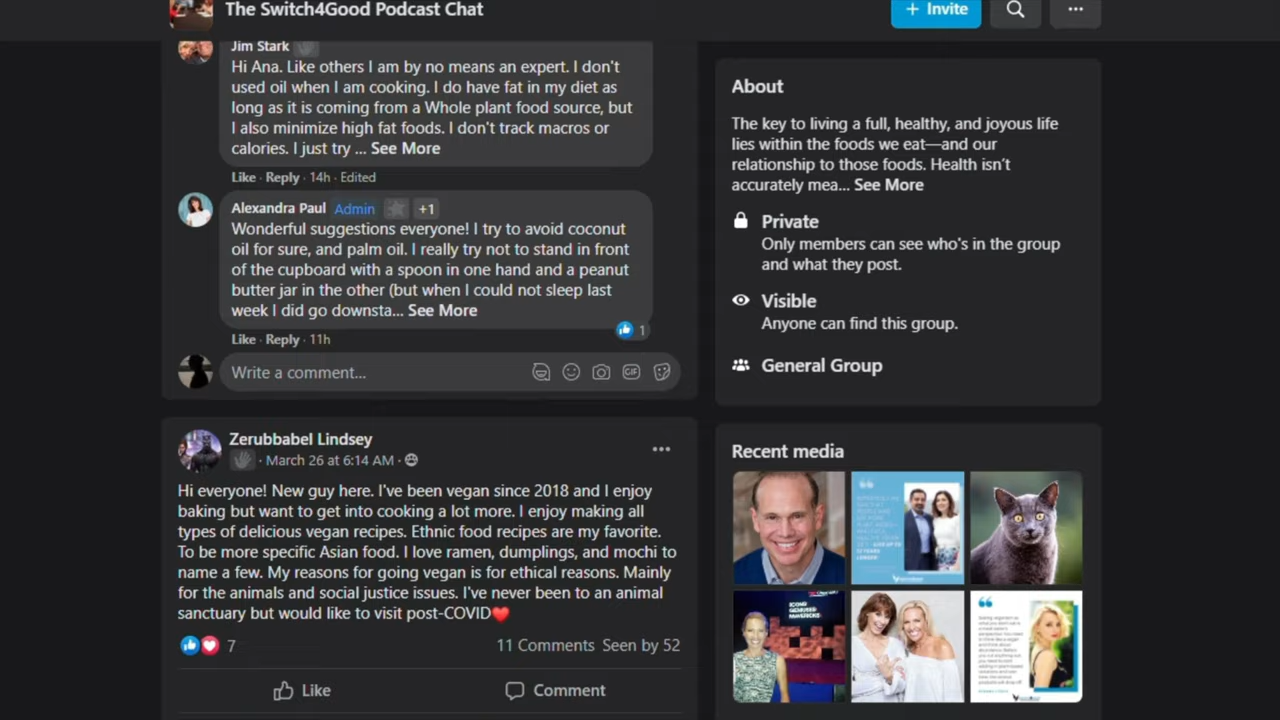 The Switch4Good Podcast Chat
+ Invite
Jim Stark
Hi Ana. Like others I am by no means an expert. I don't
used oil when I am cooking. I do have fat in my diet as
long as it is coming from a Whole plant food source, but
I also minimize high fat foods. I don't track macros or
calories. I just try ... See More
Like · Reply · 14h · Edited
Alexandra Paul Admin +1
Wonderful suggestions everyone! I try to avoid coconut
oil for sure, and palm oil. I really try not to stand in front
of the cupboard with a spoon in one hand and a peanut
butter jar in the other (but when I could not sleep last
week I did go downsta... See More
1
Like · Reply · 11h
Write a comment...
GIF
Zerubbabel Lindsey
· March 26 at 6:14 AM ·
Hi everyone! New guy here. I've been vegan since 2018 and I enjoy
baking but want to get into cooking a lot more. I enjoy making all
types of delicious vegan recipes. Ethnic food recipes are my favorite.
To be more specific Asian food. I love ramen, dumplings, and mochi to
name a few. My reasons for going vegan is for ethical reasons. Mainly
for the animals and social justice issues. I've never been to an animal
sanctuary but would like to visit post-COVID❤️
7
11 Comments Seen by 52
Like
Comment
About
The key to living a full, healthy, and joyous life
lies within the foods we eat—and our
relationship to those foods. Health isn't
accurately mea... See More
Private
Only members can see who's in the group
and what they post.
Visible
Anyone can find this group.
General Group
Recent media